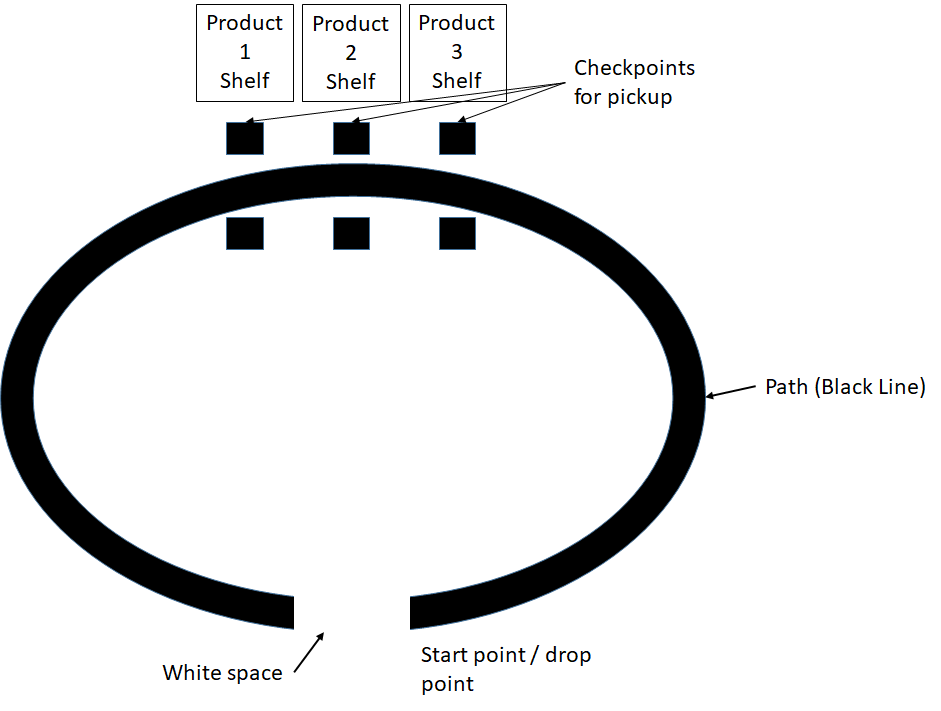 Product
1
Shelf
Product
2
Shelf
Product
3
Shelf
Checkpoints
for pickup
Path (Black Line)
White space
Start point / drop
point